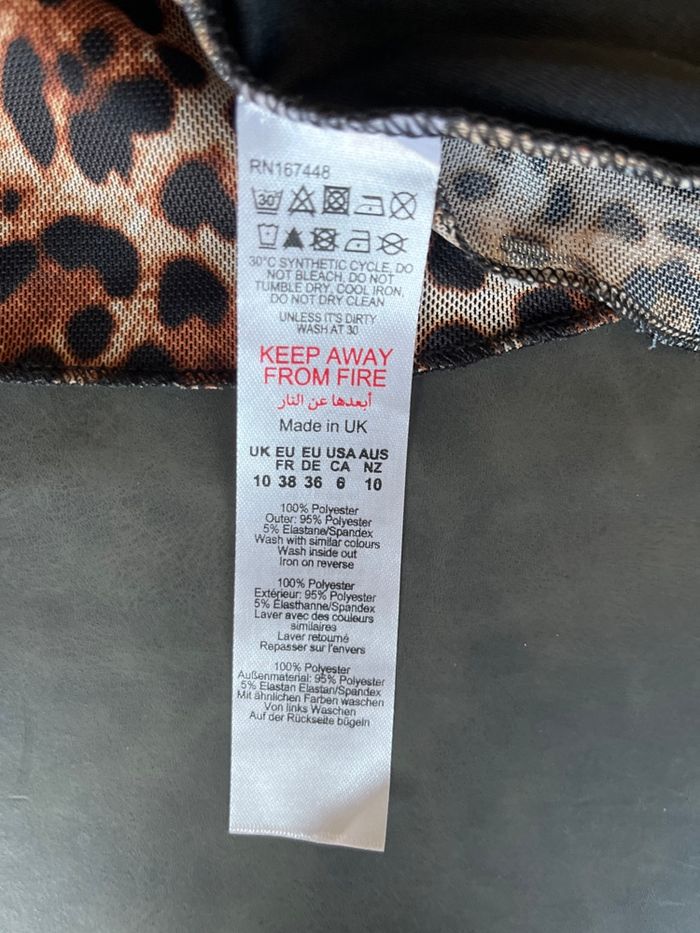 RN167448
30°
30°C SYNTHETIC CYCLE, DO
NOT BLEACH. DO NOT
TUMBLE DRY, COOL IRON,
DO NOT DRY CLEAN
UNLESS IT'S DIRTY
WASH AT 30
KEEP AWAY
FROM FIRE
أبعدها عن النار
Made in UK
UK EU EU USA AUS
FR DE CA NZ
10 38 36 6 10
100% Polyester
Outer: 95% Polyester
5% Elastane/Spandex
Wash with similar colours
Wash inside out
Iron on reverse
100% Polyester
Extérieur: 95% Polyester
5% Élasthanne/Spandex
Laver avec des couleurs
similaires
Laver retourné
Repasser sur l'envers
100% Polyester
Außenmaterial: 95% Polyester
5% Elastan Elastan/Spandex
Mit ähnlichen Farben waschen
Von links Waschen
Auf der Rückseite bügeln